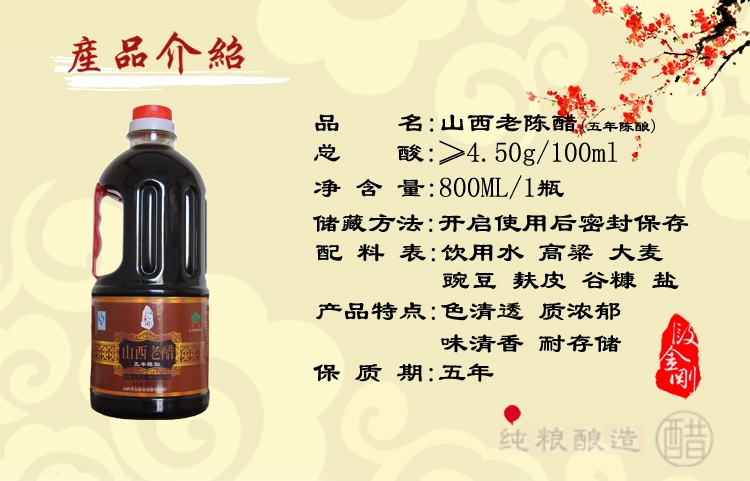 産品介紹
品 名:山西老陈醋(五年陈酿)
总 酸:≥4.50g/100ml
净 含 量:800ML/1瓶
储藏方法:开启使用后密封保存
配 料 表:饮用水 高粱 大麦
豌豆 麸皮 谷糠 盐
产品特点:色清透 质浓郁
味清香 耐存储
保 质 期:五年
段金刚
山西老醋
五年陈酿
纯粮酿造 醋